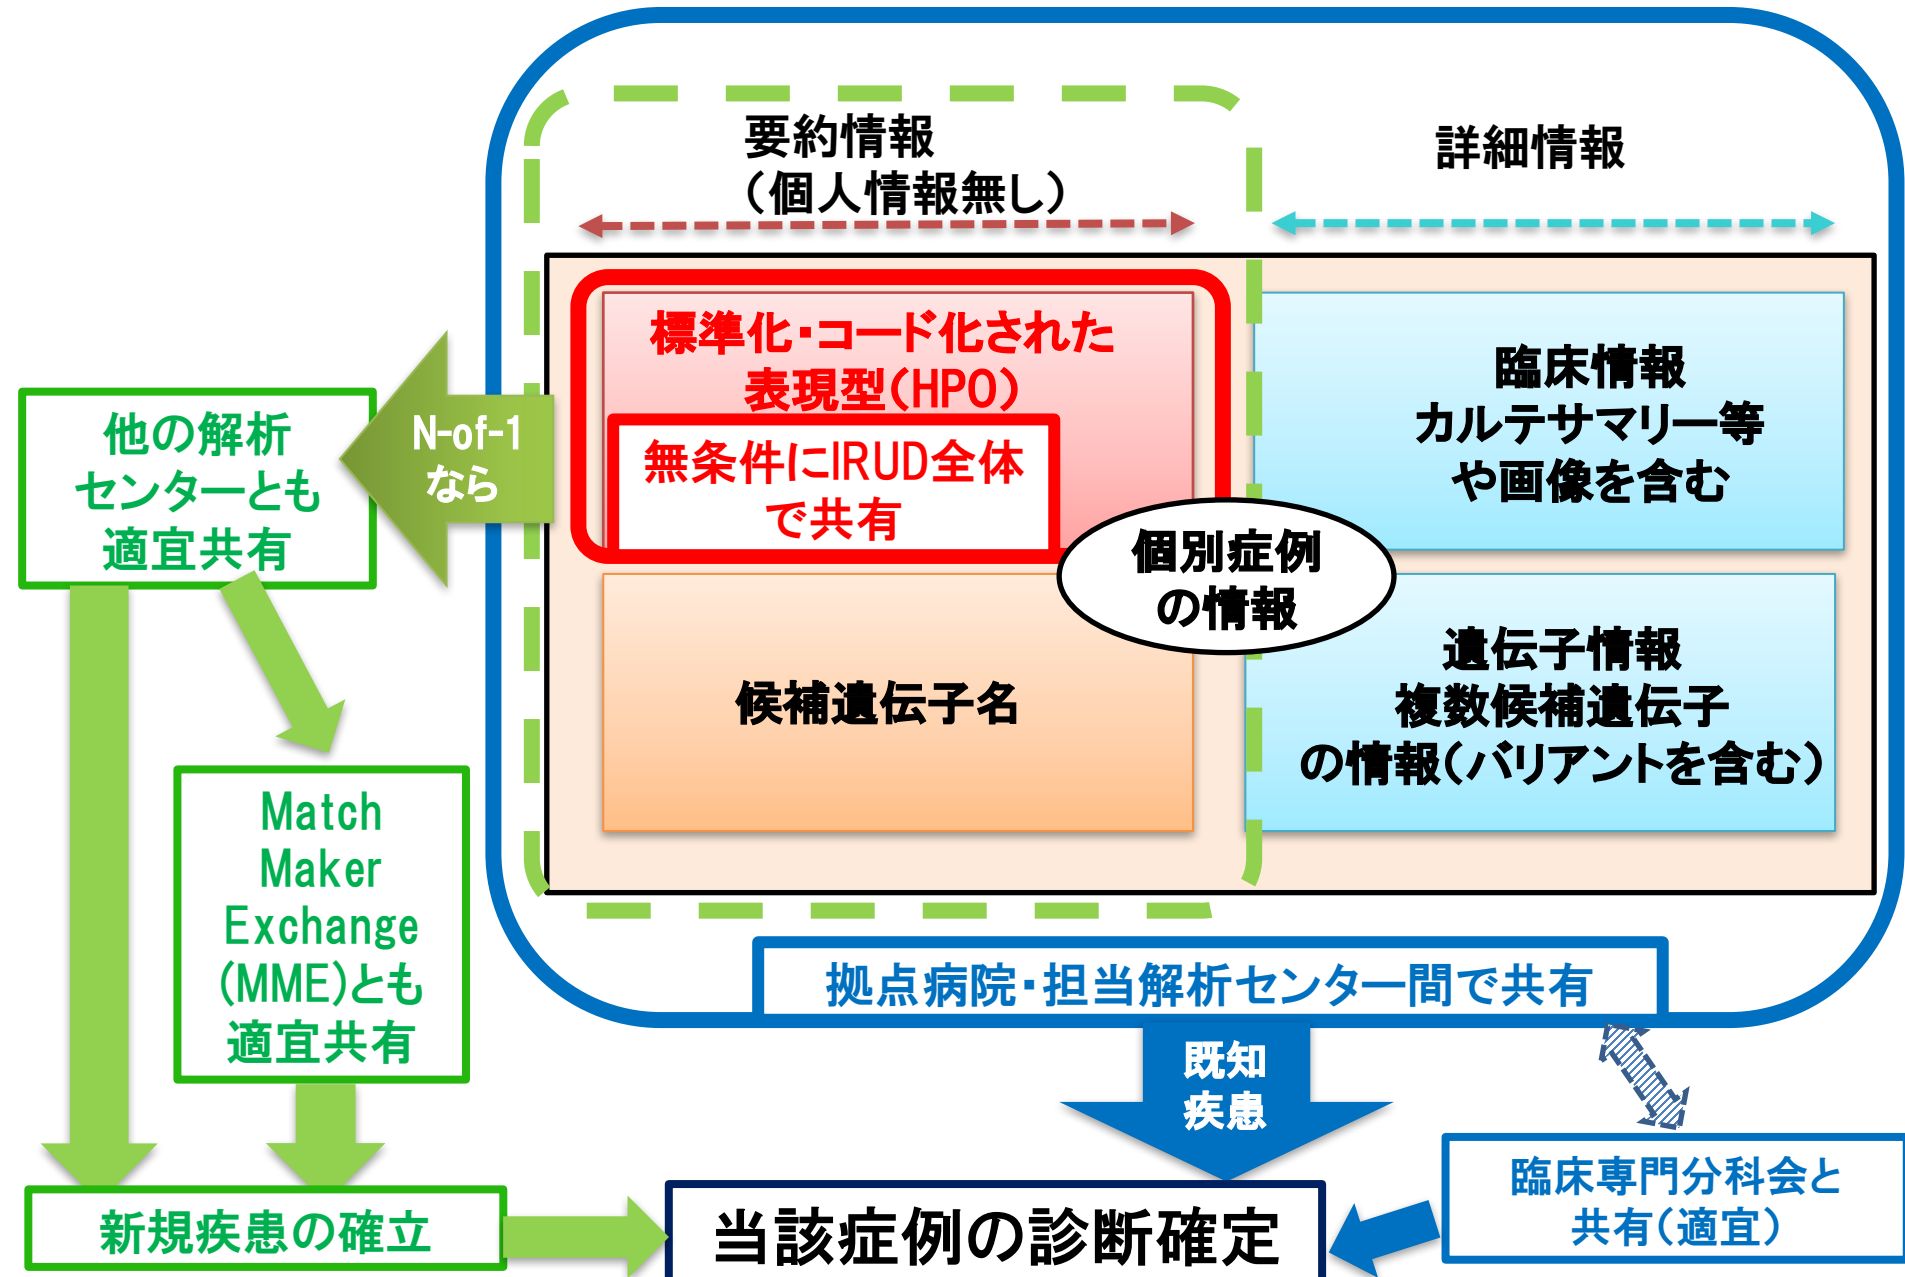 要約情報
（個人情報無し）
詳細情報
標準化・コード化された
表現型（HPO）
無条件にIRUD全体
で共有
臨床情報
カルテサマリー等
や画像を含む
個別症例
の情報
候補遺伝子名
遺伝子情報
複数候補遺伝子
の情報（バリアントを含む）
N-of-1
なら
他の解析
センターとも
適宜共有
Match
Maker
Exchange
(MME)とも
適宜共有
拠点病院・担当解析センター間で共有
既知
疾患
臨床専門分科会と
共有（適宜）
新規疾患の確立
当該症例の診断確定